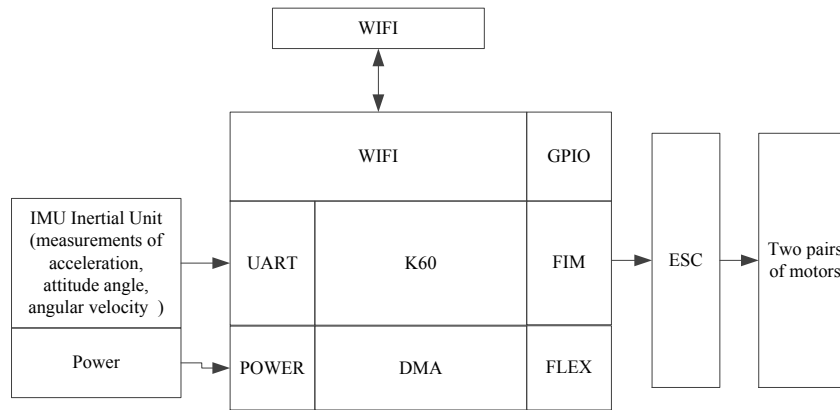 WIFI
WIFI
GPIO
IMU Inertial Unit
(measurements of
acceleration,
attitude angle,
angular velocity )
UART
K60
FIM
ESC
Two pairs
of motors
Power
POWER
DMA
FLEX